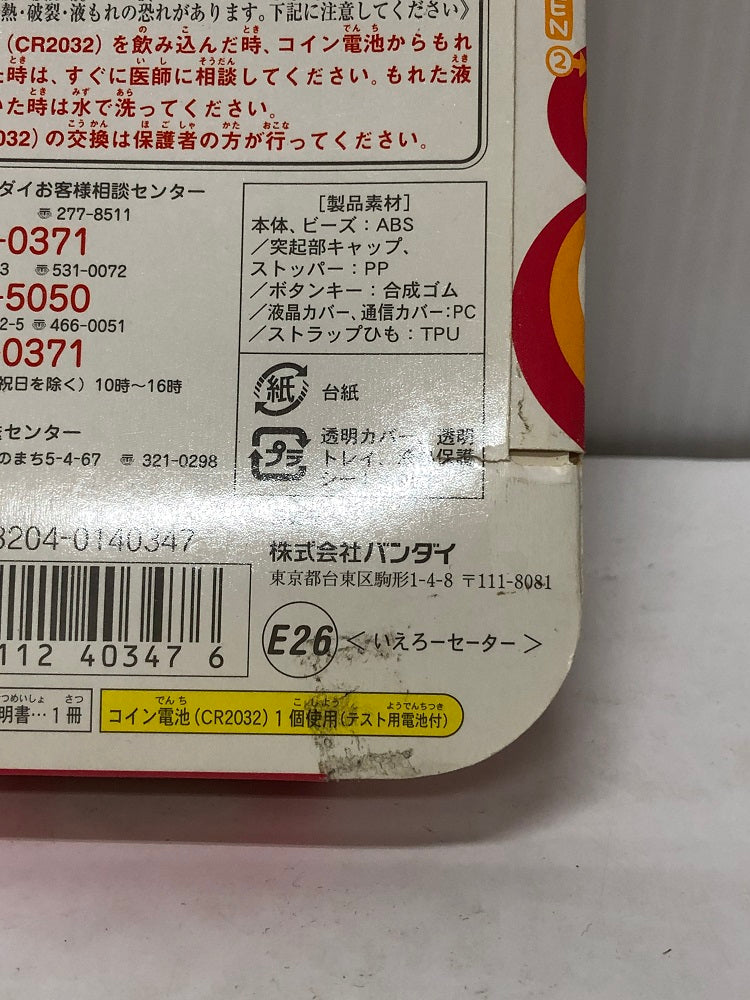 熱・破裂・液もれの恐れがあります。下記に注意してください》
(CR2032)を飲み込んだ時、コイン電池からもれ
た時は、すぐに医師に相談してください。もれた液
いた時は水で洗ってください。
032)の交換は保護者の方が行ってください。
EN②
ダイお客様相談センター
〠277-8511
-0371
3 〠531-0072
-5050
2-5 〠466-0051
0371
祝日を除く) 10時〜16時
センター
のまち5-4-67 〠321-0298
[製品素材]
本体、ビーズ：ABS
／突起部キャップ、
ストッパー：PP
／ボタンキー：合成ゴム
／液晶カバー、通信カバー：PC
／ストラップひも：TPU
紙 台紙
プラ 透明カバー、透明
トレイ、 保護
シート
3204-0140347
株式会社バンダイ
東京都台東区駒形1-4-8 〒111-8081
112 40347 6
E26 <いえろーセーター>
明書…1冊
コイン電池(CR2032)1個使用(テスト用電池付)